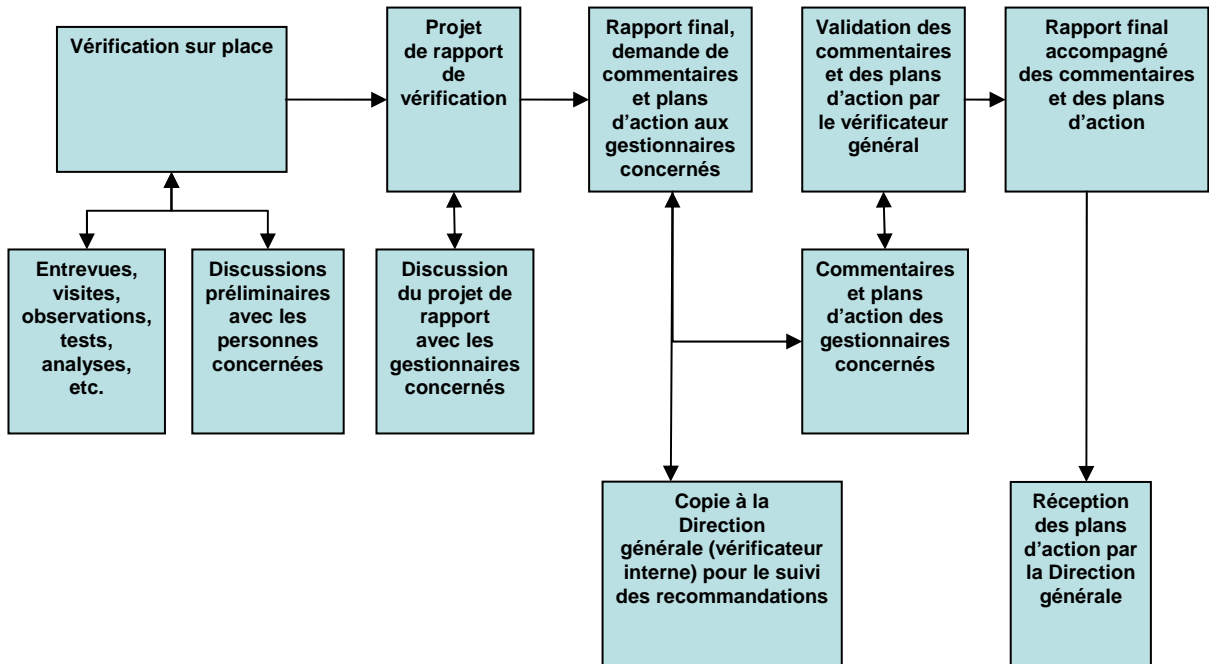 Vérification sur place
Projet
de rapport
de
vérification
Rapport final,
demande de
commentaires
et plans
d'action aux
gestionnaires
concernés
Validation des
commentaires
et des plans
d'action par
le vérificateur
général
Rapport final
accompagné
des commentaires
et des plans
d'action
Entrevues,
visites,
observations,
tests,
analyses,
etc.
Discussions
préliminaires
avec les
personnes
concernées
Discussion
du projet de
rapport
avec les
gestionnaires
concernés
Commentaires
et plans
d'action des
gestionnaires
concernés
Copie à la
Direction
générale (vérificateur
interne) pour le suivi
des recommandations
Réception
des plans
d'action par
la Direction
générale